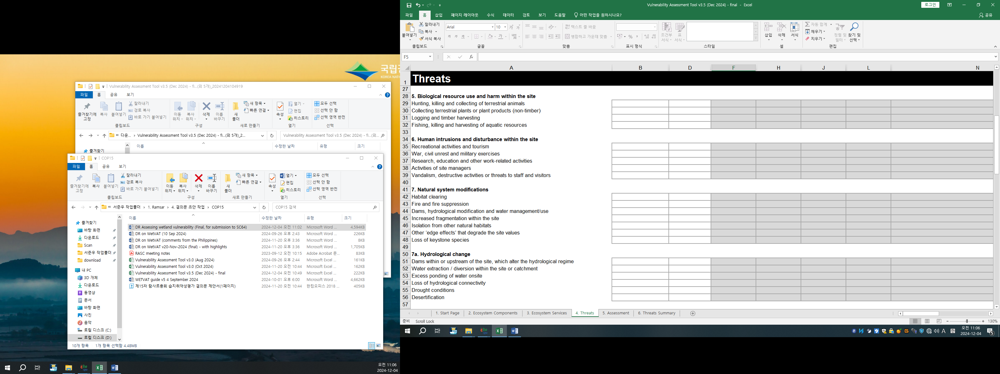 국립공
KOREA NATI
Vulnerability Assessment Tool v3.5 (Dec 2024) - fi...(외 5개)_20241204104919
파일 홈 공유 보기
즐겨찾기에 고정 복사 붙여넣기 잘라내기 경로 복사 바로 가기 붙여넣기
이동 위치 복사 위치 삭제 이름 바꾸기 새 폴더 새 항목 빠른 연결
속성 열기 편집 히스토리 모두 선택 선택 안 함 선택 영역 반전
클립보드 구성 새로 만들기 열기 선택
« 다운... › Vulnerability Assessment Tool v3.5 (Dec 2024) - fi...(외 5개)_2...
Vulnerability Assessment Tool v3.5 (Dec 2024) - fi...(외...
이름 수정한 날짜 유형 크기
즐겨찾기
COP15
파일 홈 공유 보기
즐겨찾기에 고정 복사 붙여넣기 잘라내기 경로 복사 바로 가기 붙여넣기
이동 위치 복사 위치 삭제 이름 바꾸기 새 폴더 새 항목 빠른 연결
속성 열기 편집 히스토리 모두 선택 선택 안 함 선택 영역 반전
클립보드 구성 새로 만들기 열기 선택
« 서준우 작업폴더 › 1. Ramsar › 4. 결의문 초안 작업 › COP15
COP15 검색
이름 수정한 날짜 유형 크기
즐겨찾기
바탕 화면
다운로드
Scan
서준우 작업폴더
download
내 PC
3D 개체
다운로드
동영상
문서
바탕 화면
사진
음악
로컬 디스크 (C:)
로컬 디스크 (D:)
DR Assessing wetland vulnerability (Final, for submission to SC64) 2024-12-04 오전 11:02 Microsoft Word ... 4,594KB
DR on WetVAT (10 Sep 2024) 2024-09-26 오후 2:43 Microsoft Word ... 226KB
DR on WetVAT (comments from the Philippines) 2024-11-20 오후 3:36 Microsoft Word ... 8KB
DR on WetVAT v20-Nov-2024 (final) - with highlights 2024-11-20 오후 3:36 Microsoft Word ... 1,705KB
RASC meeting notes 2023-09-12 오전 10:15 Adobe Acrobat 문... 83KB
Vulnerability Assessment Tool v3.0 (Aug 2024) 2024-09-26 오후 2:44 Microsoft Excel ... 161KB
Vulnerability Assessment Tool v3.0 (Oct 2024) 2024-11-20 오전 10:44 Microsoft Excel ... 162KB
Vulnerability Assessment Tool v3.5 (Dec 2024) - final 2024-12-04 오전 10:49 Microsoft Excel ... 222KB
WETVAT guide v5 4 September 2024 2024-10-01 오후 6:00 Microsoft Word ... 4,662KB
제15차 람사르총회 습지취약성평가 결의문 제안서(1페이지) 2024-11-20 오전 10:44 한컴오피스 2018 ... 405KB
10개 항목 1개 항목 선택함 4.48MB
오전 11:06
2024-12-04
Vulnerability Assessment Tool v3.5 (Dec 2024) - final - Excel
로그인
파일 홈 삽입 페이지 레이아웃 수식 데이터 검토 보기 도움말 어떤 작업을 원하시나요? 공유
붙여넣기 잘라내기 복사 서식 복사
Arial 10
텍스트 줄 바꿈
병합하고 가운데 맞춤
조건부 서식 표 서식
삽입 삭제 서식
자동 합계 채우기 지우기 정렬 및 필터 찾기 및 선택
클립보드 글꼴 맞춤 표시 형식 스타일 셀 편집
F5
A B D F H J L N
1 Threats
27
28 5. Biological resource use and harm within the site
29 Hunting, killing and collecting of terrestrial animals
30 Collecting terrestrial plants or plant products (non-timber)
31 Logging and timber harvesting
32 Fishing, killing and harvesting of aquatic resources
33
34 6. Human intrusions and disturbance within the site
35 Recreational activities and tourism
36 War, civil unrest and military exercises
37 Research, education and other work-related activities
38 Activities of site managers
39 Vandalism, destructive activities or threats to staff and visitors
40
41 7. Natural system modifications
42 Habitat clearing
43 Fire and fire suppression
44 Dams, hydrological modification and water management/use
45 Increased fragmentation within the site
46 Isolation from other natural habitats
47 Other ‘edge effects’ that degrade the site values
48 Loss of keystone species
49
50 7a. Hydrological change
51 Dams within or upstream of the site, which alter the hydrological regime
52 Water extraction / diversion within the site or catchment
53 Excess ponding of water onsite
54 Loss of hydrological connectivity
55 Drought conditions
56 Desertification
57
1. Start Page 2. Ecosystem Components 3. Ecosystem Services 4. Threats 5. Assessment 6. Threats Summary
준비 Scroll Lock 130%
오전 11:06
2024-12-04